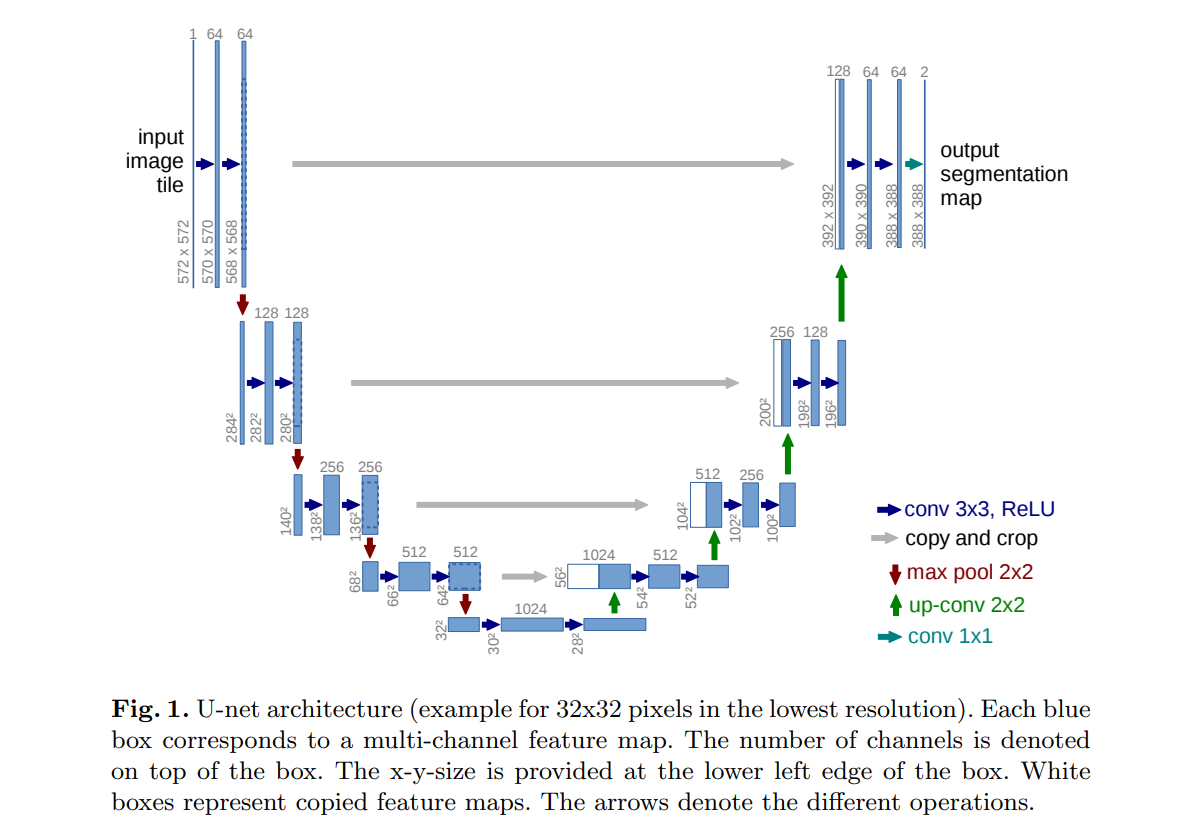 1 64 64
input
image
tile
572 x 572
570 x 570
568 x 568
128 64 64 2
output
segmentation
map
392 x 392
390 x 390
388 x 388
388 x 388
128 128
284²
282²
280²
256 128
200²
198²
196²
256 256
140²
138²
136²
512 256
104²
102²
100²
512 512
68²
66²
64²
1024 512
56²
54²
52²
1024
32²
30²
28²
conv 3x3, ReLU
copy and crop
max pool 2x2
up-conv 2x2
conv 1x1
Fig. 1. U-net architecture (example for 32x32 pixels in the lowest resolution). Each blue
box corresponds to a multi-channel feature map. The number of channels is denoted
on top of the box. The x-y-size is provided at the lower left edge of the box. White
boxes represent copied feature maps. The arrows denote the different operations.